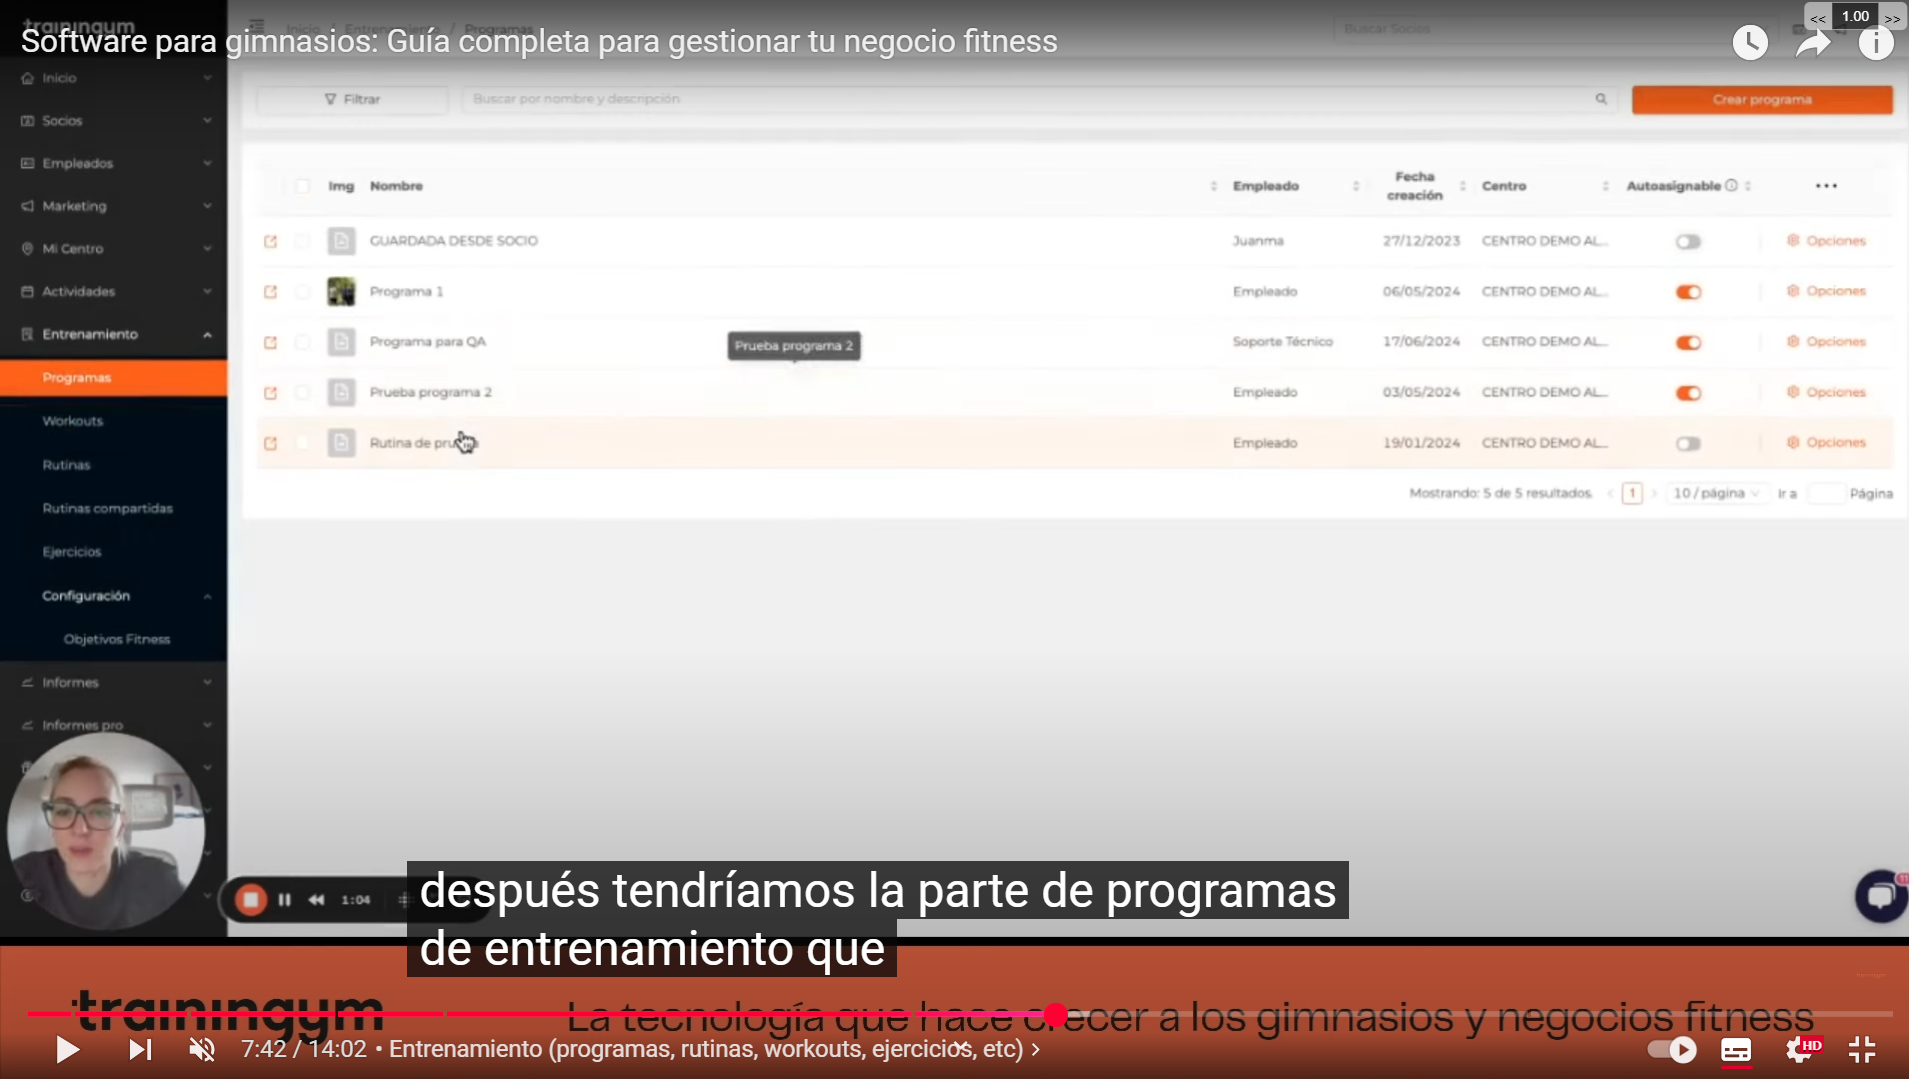 trainingym
Inicio / Entrenamiento / Programas
Buscar Socios
<< 1.00 >>
Software para gimnasios: Guía completa para gestionar tu negocio fitness
Inicio
Socios
Empleados
Marketing
Mi Centro
Actividades
Entrenamiento
Programas
Workouts
Rutinas
Rutinas compartidas
Ejercicios
Configuración
Objetivos Fitness
Informes
Informes pro
Filtrar
Buscar por nombre y descripción
Crear programa
Img Nombre Empleado Fecha creación Centro Autoasignable
GUARDADA DESDE SOCIO Juanma 27/12/2023 CENTRO DEMO AL... Opciones
Programa 1 Empleado 06/05/2024 CENTRO DEMO AL... Opciones
Programa para QA Soporte Técnico 17/06/2024 CENTRO DEMO AL... Opciones
Prueba programa 2
Prueba programa 2 Empleado 03/05/2024 CENTRO DEMO AL... Opciones
Rutina de Empleado 19/01/2024 CENTRO DEMO AL... Opciones
Mostrando: 5 de 5 resultados. < 1 > 10 / página Ir a Página
1:04
11
después tendríamos la parte de programas
de entrenamiento que
trainingym
La tecnología que hace crecer a los gimnasios y negocios fitness
7:42 / 14:02 • Entrenamiento (programas, rutinas, workouts, ejercicios, etc) >
HD